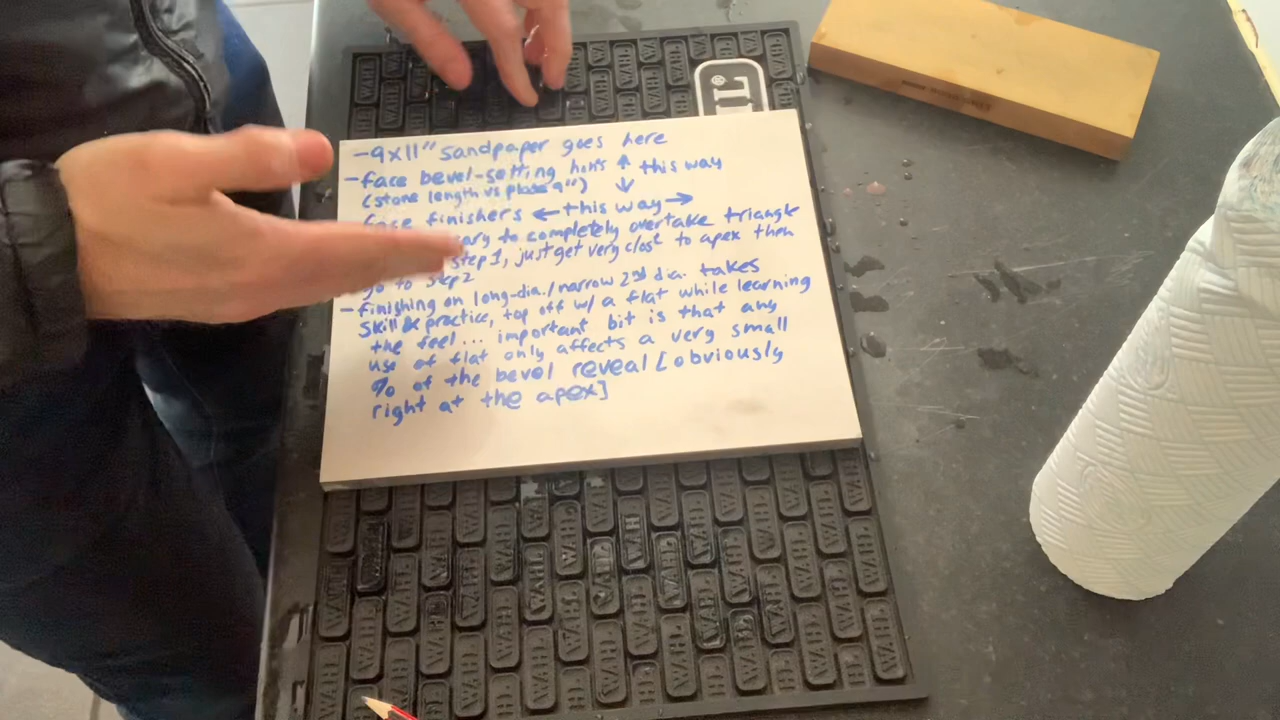 - 9x11" sandpaper goes here
- face bevel-setting hones ↑ this way ↓
(stone length vs plate 9")
face finishers ← this way →
to completely overtake triangle
step 1, just get very close to apex then
go to step 2
- finishing on long-dia./narrow 2nd dia. takes
skill & practice, top off w/ a flat while learning
the feel... important bit is that any
use of flat only affects a very small
% of the bevel reveal [obviously
right at the apex]
WAHL